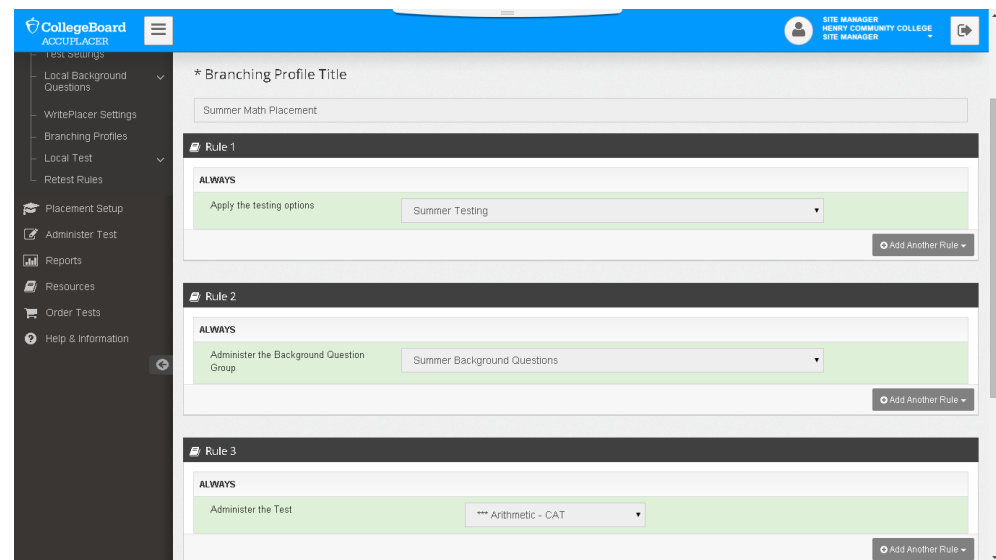 CollegeBoard
ACCUPLACER
SITE MANAGER
HENRY COMMUNITY COLLEGE
SITE MANAGER
Test Settings
Local Background
Questions
WritePlacer Settings
Branching Profiles
Local Test
Retest Rules
Placement Setup
Administer Test
Reports
Resources
Order Tests
Help & Information
* Branching Profile Title
Summer Math Placement
Rule 1
ALWAYS
Apply the testing options
Summer Testing
Add Another Rule
Rule 2
ALWAYS
Administer the Background Question
Group
Summer Background Questions
Add Another Rule
Rule 3
ALWAYS
Administer the Test
*** Arithmetic - CAT
Add Another Rule